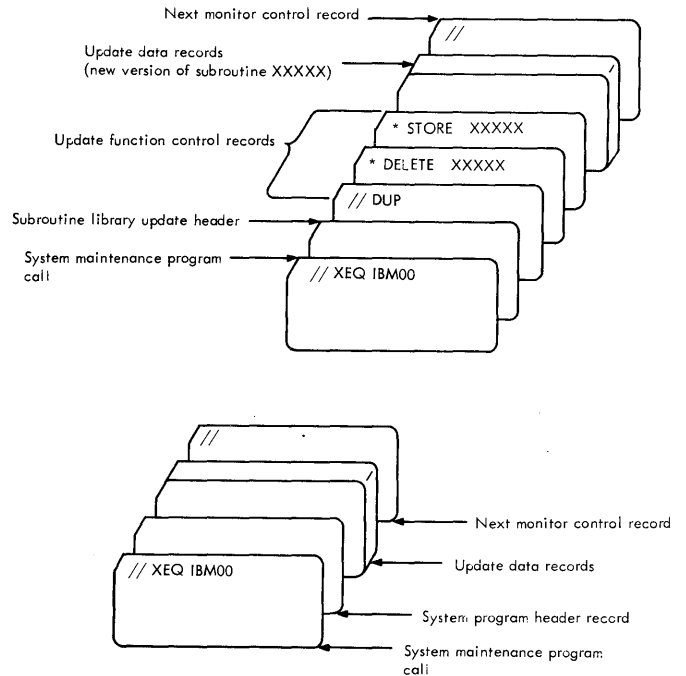 Next monitor control record
//
Update data records
(new version of subroutine XXXXX)
* STORE XXXXX
Update function control records
* DELETE XXXXX
// DUP
Subroutine library update header
System maintenance program
call
// XEQ IBM00
//
Next monitor control record
// XEQ IBM00
Update data records
System program header record
System maintenance program
call